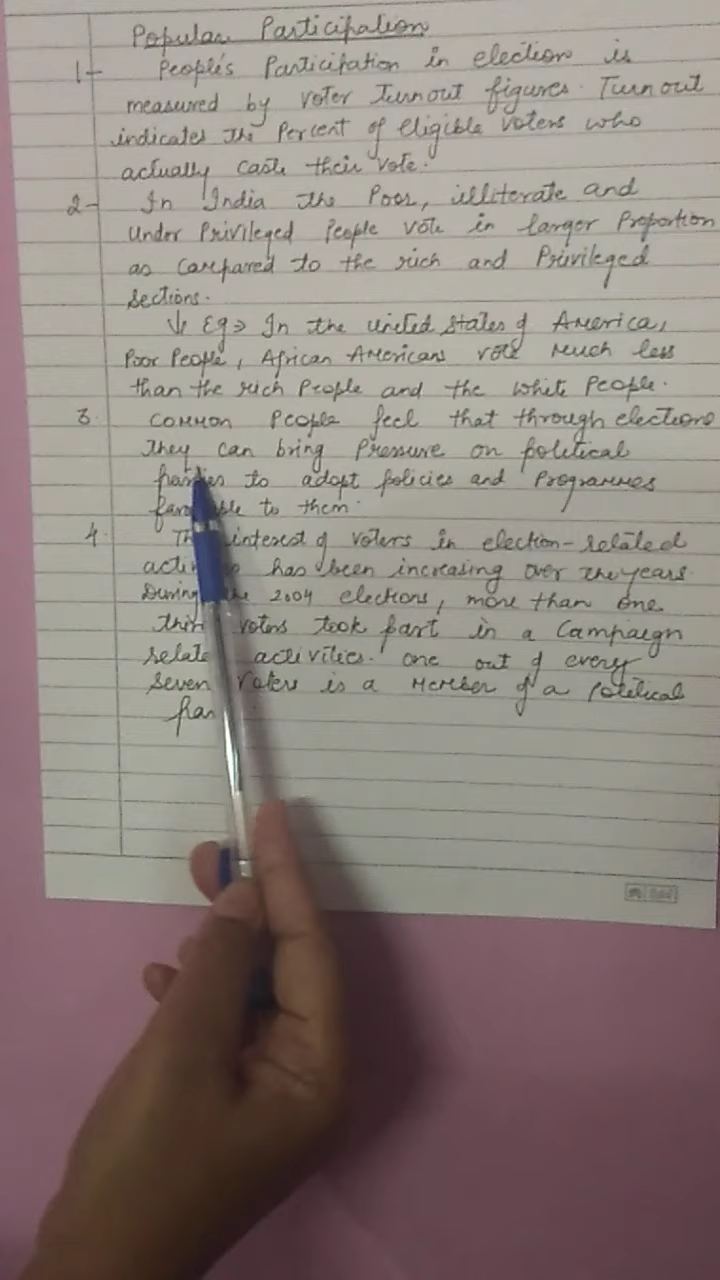 Popular Participation
1- People's Participation in election is
measured by voter Turnout figures. Turnout
indicates the Percent of eligible voters who
actually caste their vote.
2- In India the Poor, illiterate and
under Privileged People vote in larger Proportion
as compared to the rich and Privileged
sections.
↓ Eg → In the united states of America,
Poor People, African Americans vote much less
than the rich People and the white People.
3. Common People feel that through elections
they can bring Pressure on political
to adopt policies and Programmes
to them.
4. interest of voters in election-related
has been increasing over the years.
During 2004 elections, more than one
voters took part in a Campaign
activities. one out of every
seven voters is a member of a political